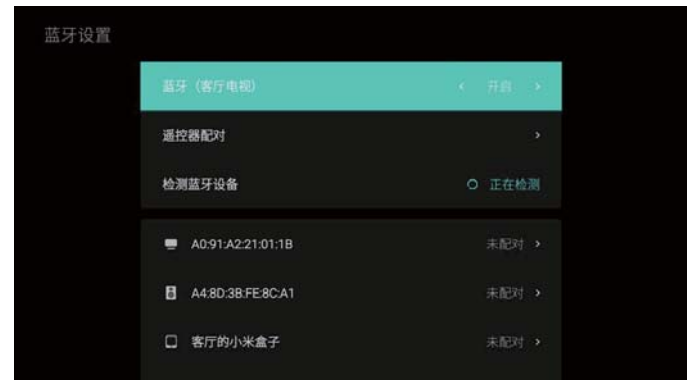 蓝牙设置
蓝牙（客厅电视） 开启
遥控器配对
检测蓝牙设备 正在检测
A0:91:A2:21:01:1B 未配对
A4:8D:3B:FE:8C:A1 未配对
客厅的小米盒子 未配对